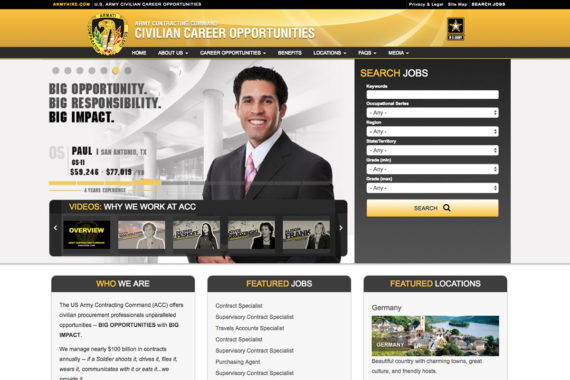 ARMYHIRE.COM • U.S. ARMY CIVILIAN CAREER OPPORTUNITIES
Privacy & Legal • Site Map • SEARCH JOBS
ARMY CONTRACTING COMMAND
CIVILIAN CAREER OPPORTUNITIES
U.S. ARMY
HOME ABOUT US CAREER OPPORTUNITIES BENEFITS LOCATIONS FAQS MEDIA
BIG OPPORTUNITY.
BIG RESPONSIBILITY.
BIG IMPACT.
05 PAUL | SAN ANTONIO, TX
GS-11
$59,246 - $77,019 /YR
4 YEARS EXPERIENCE
VIDEOS: WHY WE WORK AT ACC
OVERVIEW
ARMY CONTRACTING COMMAND
FRANK
SEARCH JOBS
Keywords
Occupational Series
- Any -
Region
- Any -
State/Territory
- Any -
Grade (min)
- Any -
Grade (max)
- Any -
SEARCH
WHO WE ARE
The US Army Contracting Command (ACC) offers
civilian procurement professionals unparalleled
opportunities -- BIG OPPORTUNITIES with BIG
IMPACT.
We manage nearly $100 billion in contracts
annually -- if a Soldier shoots it, drives it, flies it,
wears it, communicates with it or eats it...we
provide it.
FEATURED JOBS
Contract Specialist
Supervisory Contract Specialist
Travels Accounts Specialist
Contract Specialist
Supervisory Contract Specialist
Purchasing Agent
Supervisory Contract Specialist
FEATURED LOCATIONS
Germany
GERMANY
Beautiful country with charming towns, great
culture, and friendly hosts.